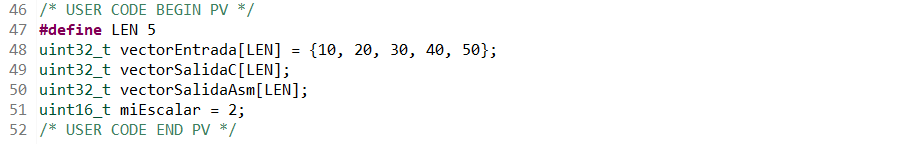 46 /* USER CODE BEGIN PV */
47 #define LEN 5
48 uint32_t vectorEntrada[LEN] = {10, 20, 30, 40, 50};
49 uint32_t vectorSalidaC[LEN];
50 uint32_t vectorSalidaAsm[LEN];
51 uint16_t miEscalar = 2;
52 /* USER CODE END PV */